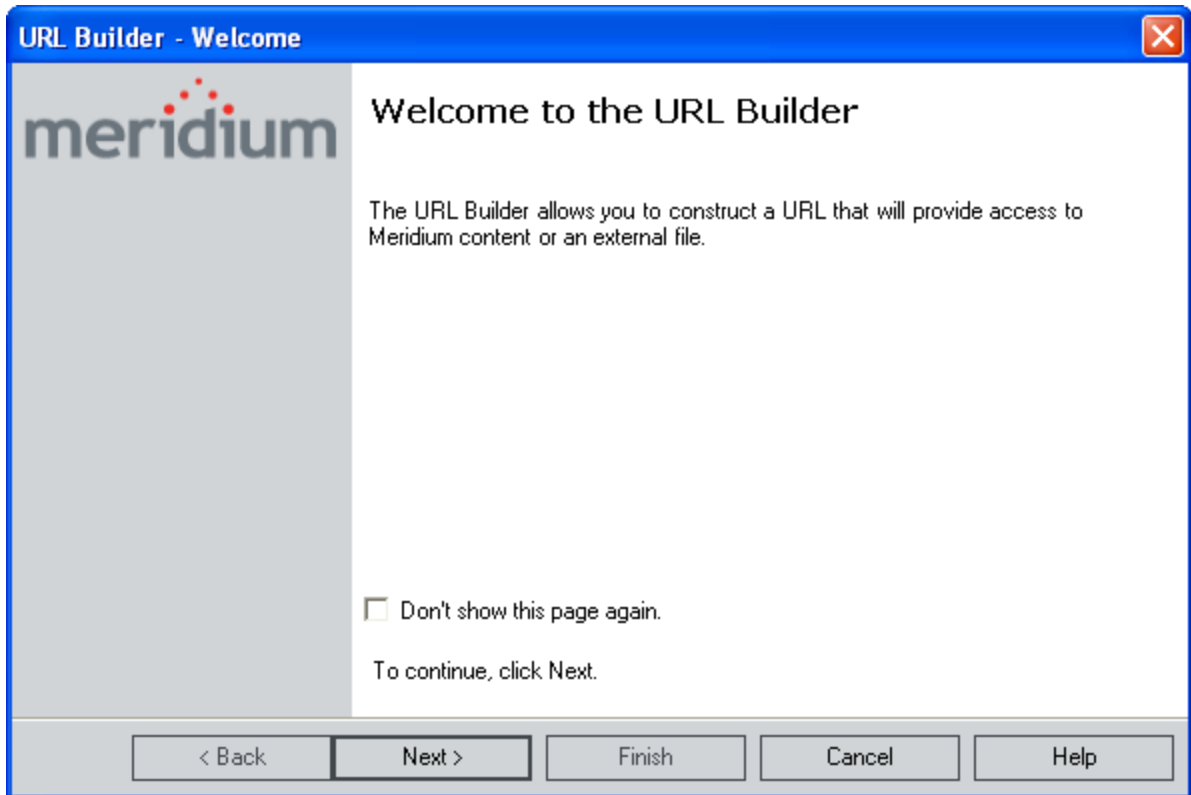 URL Builder - Welcome
meridium
Welcome to the URL Builder
The URL Builder allows you to construct a URL that will provide access to
Meridium content or an external file.
Don't show this page again.
To continue, click Next.
< Back
Next >
Finish
Cancel
Help